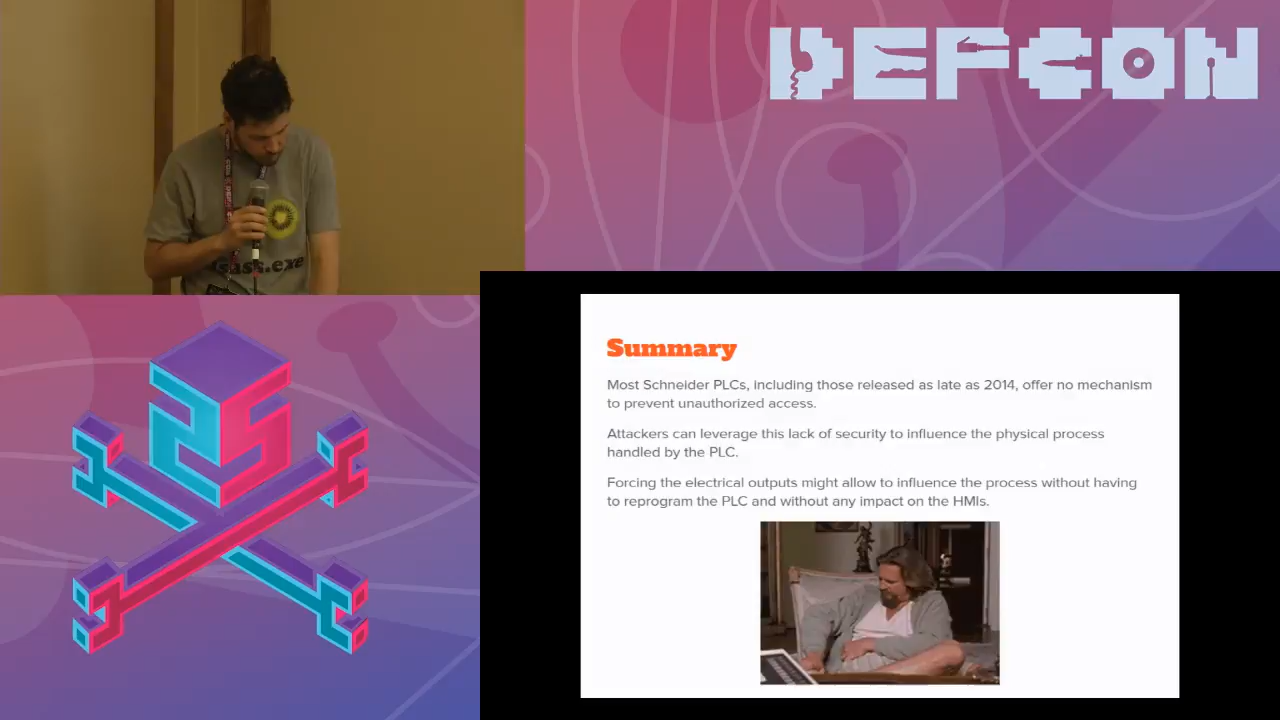 DEFCON
lsass.exe
Summary
Most Schneider PLCs, including those released as late as 2014, offer no mechanism
to prevent unauthorized access.
Attackers can leverage this lack of security to influence the physical process
handled by the PLC.
Forcing the electrical outputs might allow to influence the process without having
to reprogram the PLC and without any impact on the HMIs.